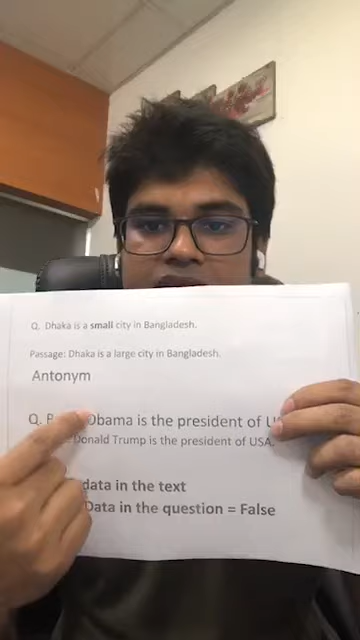 Q. Dhaka is a small city in Bangladesh.
Passage: Dhaka is a large city in Bangladesh.
Antonym
Q. Obama is the president of
Donald Trump is the president of USA.
data in the text
Data in the question = False